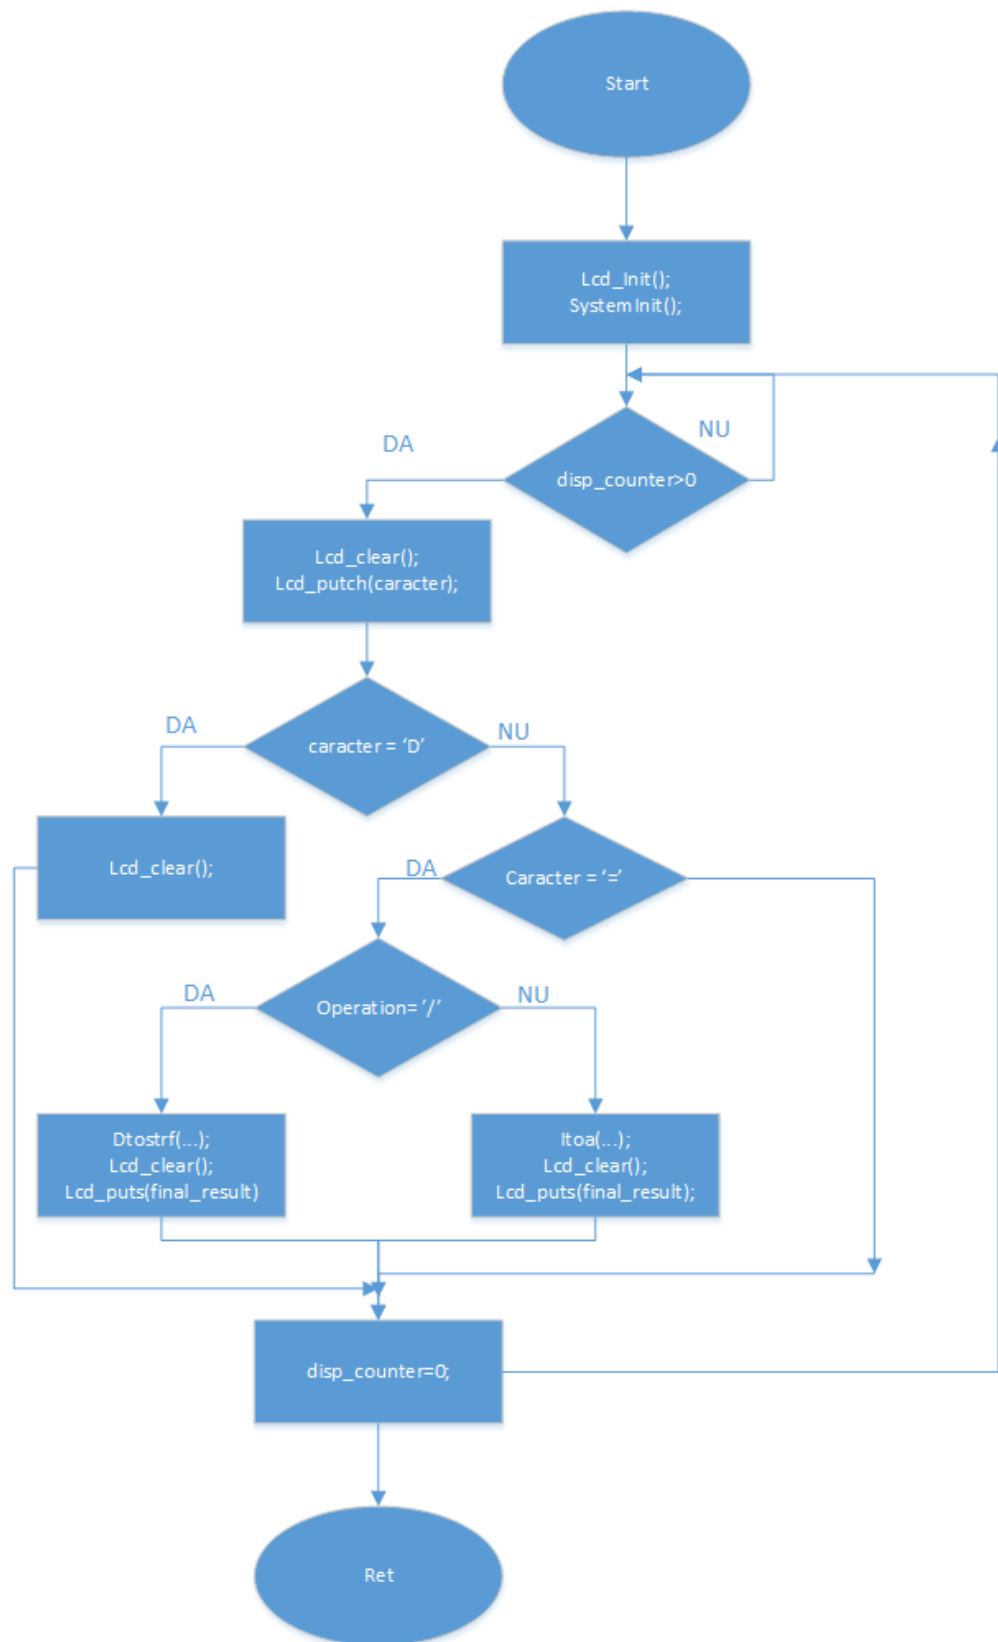 Start
Lcd_Init();
SystemInit();
DA
NU
disp_counter>0
Lcd_clear();
Lcd_putch(caracter);
DA
NU
caracter = ‘D’
Lcd_clear();
DA
Caracter = ‘=’
DA
NU
Operation= ’/’
Dtostrf(...);
Lcd_clear();
Lcd_puts(final_result)
Itoa(...);
Lcd_clear();
Lcd_puts(final_result);
disp_counter=0;
Ret